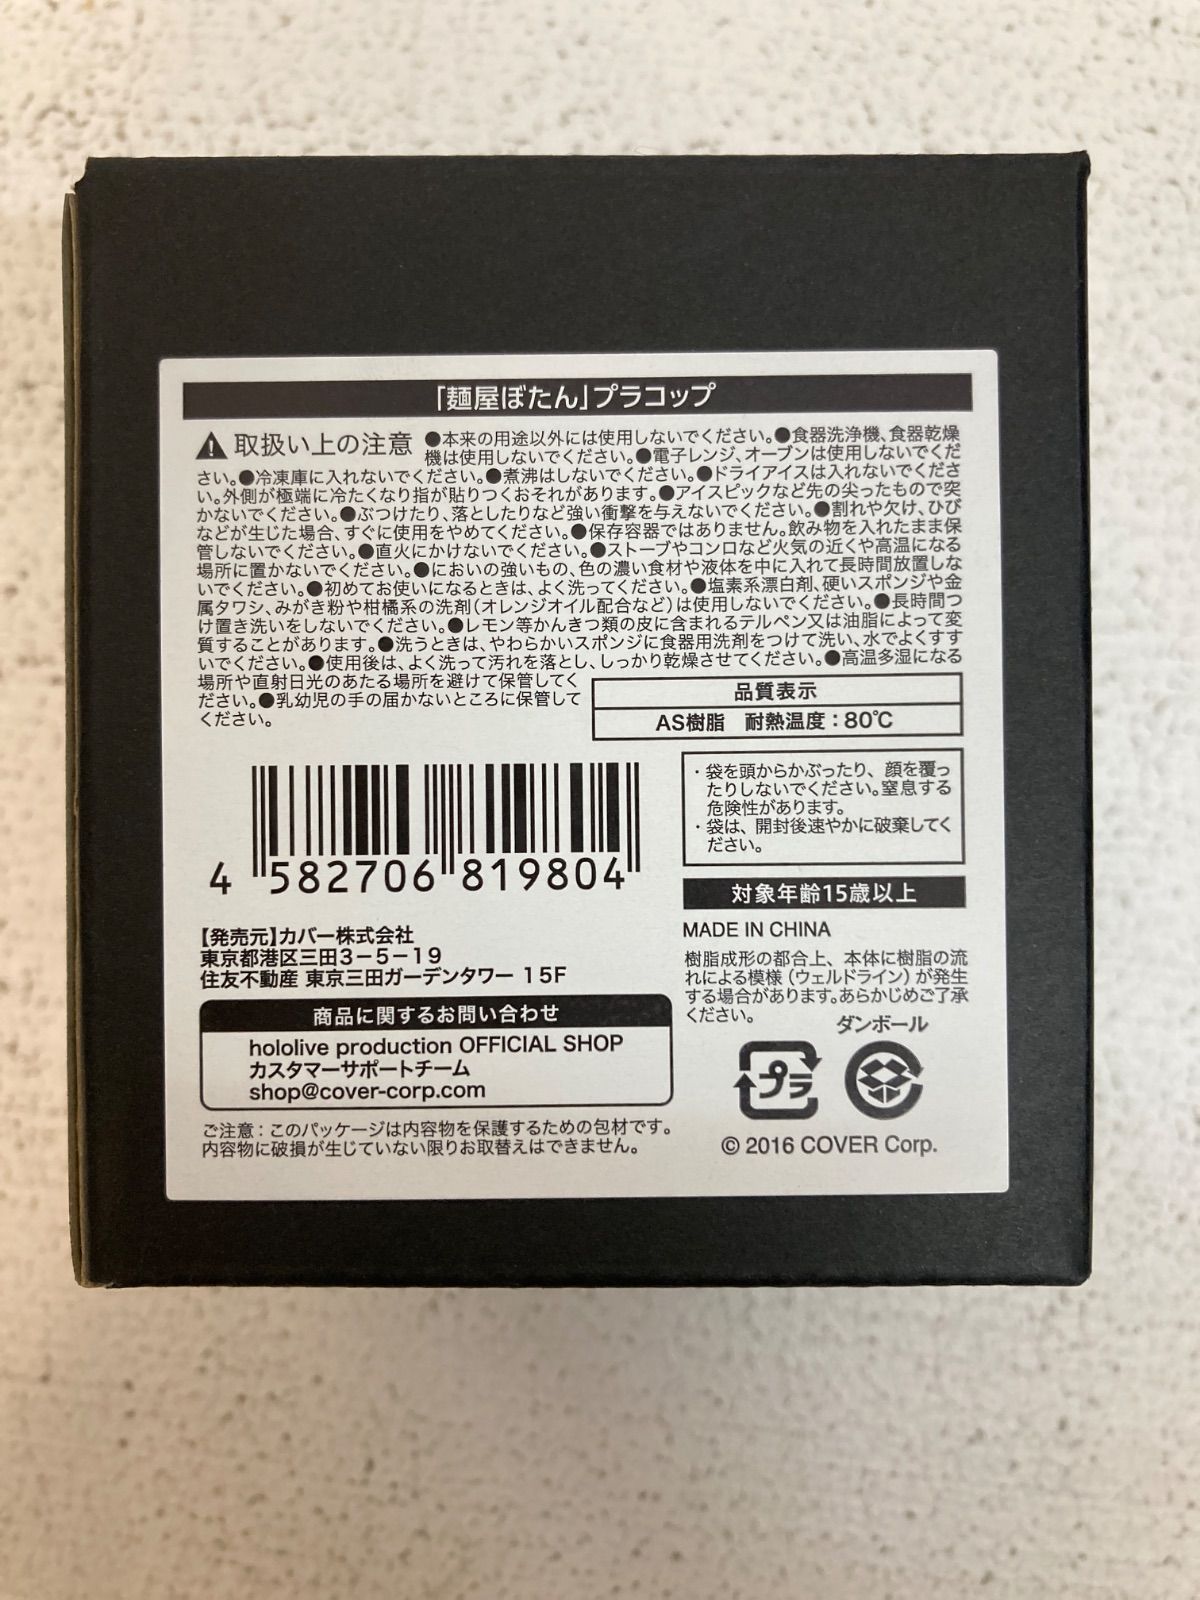 「麺屋ぼたん」プラコップ
取扱い上の注意 ●本来の用途以外には使用しないでください。●食器洗浄機、食器乾燥
機は使用しないでください。●電子レンジ、オーブンは使用しないでくだ
さい。●冷凍庫に入れないでください。●煮沸はしないでください。●ドライアイスは入れないでくださ
い。外側が極端に冷たくなり指が貼りつくおそれがあります。●アイスピックなど先の尖ったもので突
かないでください。●ぶつけたり、落としたりなど強い衝撃を与えないでください。●割れや欠け、ひび
などが生じた場合、すぐに使用をやめてください。●保存容器ではありません。飲み物を入れたまま保
管しないでください。●直火にかけないでください。●ストーブやコンロなど火気の近くや高温になる
場所に置かないでください。●においの強いもの、色の濃い食材や液体を中に入れて長時間放置しな
いでください。●初めてお使いになるときは、よく洗ってください。●塩素系漂白剤、硬いスポンジや金
属タワシ、みがき粉や柑橘系の洗剤(オレンジオイル配合など)は使用しないでください。●長時間つ
け置き洗いをしないでください。●レモン等かんきつ類の皮に含まれるテルペン又は油脂によって変
質することがあります。●洗うときは、やわらかいスポンジに食器用洗剤をつけて洗い、水でよくすす
いでください。●使用後は、よく洗って汚れを落とし、しっかり乾燥させてください。●高温多湿になる
場所や直射日光のあたる場所を避けて保管してく
ださい。●乳幼児の手の届かないところに保管して
ください。
品質表示
AS樹脂 耐熱温度:80℃
・袋を頭からかぶったり、顔を覆っ
たりしないでください。窒息する
危険性があります。
・袋は、開封後速やかに破棄してく
ださい。
4 582706 819804
対象年齢15歳以上
MADE IN CHINA
樹脂成形の都合上、本体に樹脂の流
れによる模様(ウェルドライン)が発生
する場合があります。あらかじめご了承
ください。
【発売元】カバー株式会社
東京都港区三田3-5-19
住友不動産 東京三田ガーデンタワー 15F
商品に関するお問い合わせ
hololive production OFFICIAL SHOP
カスタマーサポートチーム
shop@cover-corp.com
ダンボール
プラ
ご注意:このパッケージは内容物を保護するための包材です。
内容物に破損が生じていない限りお取替えはできません。
© 2016 COVER Corp.